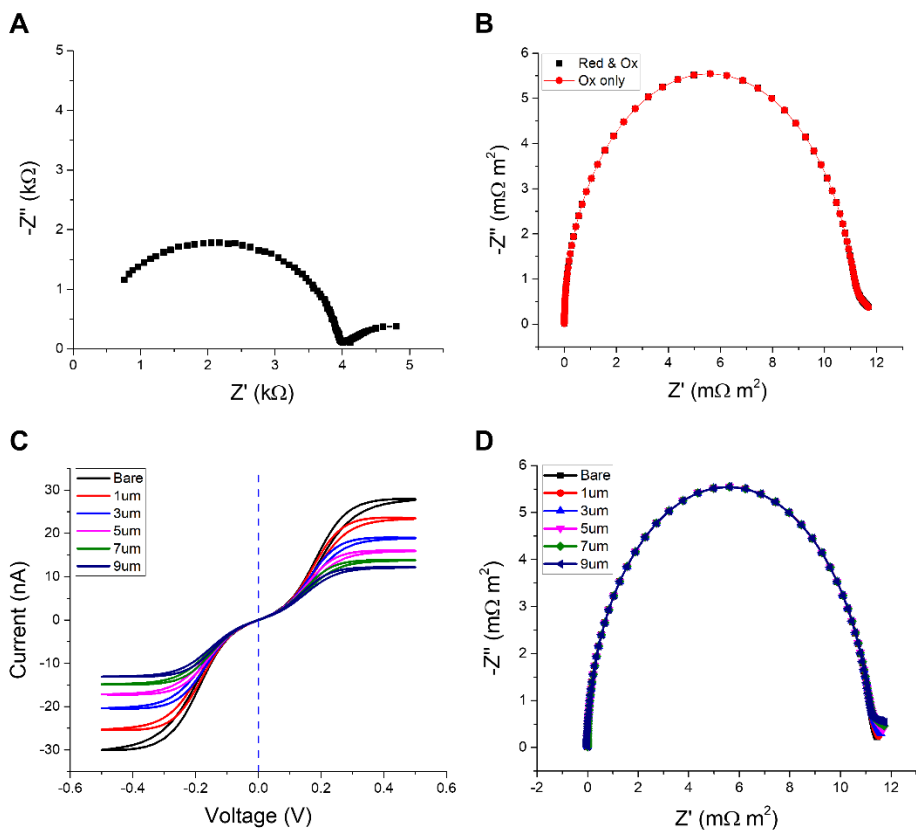 A
5
4
3
2
1
0
-Z'' (kΩ)
0 1 2 3 4 5
Z' (kΩ)
B
Red & Ox
Ox only
6
5
4
3
2
1
0
-Z'' (mΩ m²)
0 2 4 6 8 10 12
Z' (mΩ m²)
C
Bare
1um
3um
5um
7um
9um
30
20
10
0
-10
-20
-30
Current (nA)
-0.6 -0.4 -0.2 0.0 0.2 0.4 0.6
Voltage (V)
D
Bare
1um
3um
5um
7um
9um
6
5
4
3
2
1
0
-Z'' (mΩ m²)
-2 0 2 4 6 8 10 12
Z' (mΩ m²)